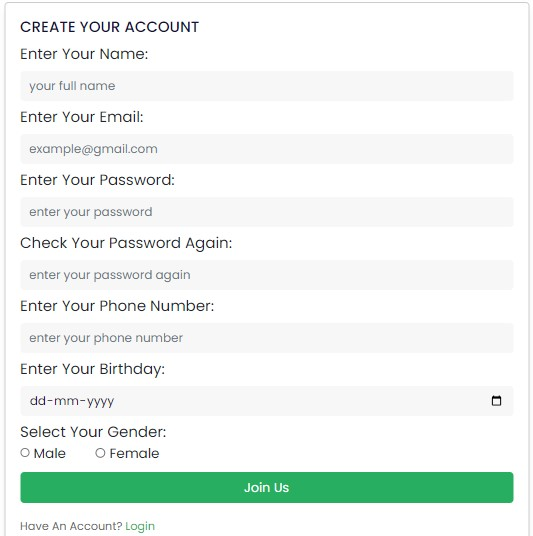 CREATE YOUR ACCOUNT
Enter Your Name:
your full name
Enter Your Email:
example@gmail.com
Enter Your Password:
enter your password
Check Your Password Again:
enter your password again
Enter Your Phone Number:
enter your phone number
Enter Your Birthday:
dd-mm-yyyy
Select Your Gender:
Male Female
Join Us
Have An Account? Login